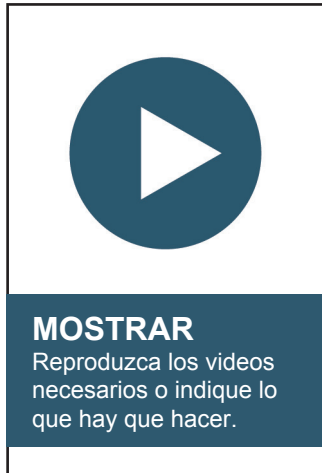 MOSTRAR
Reproduzca los videos
necesarios o indique lo
que hay que hacer.